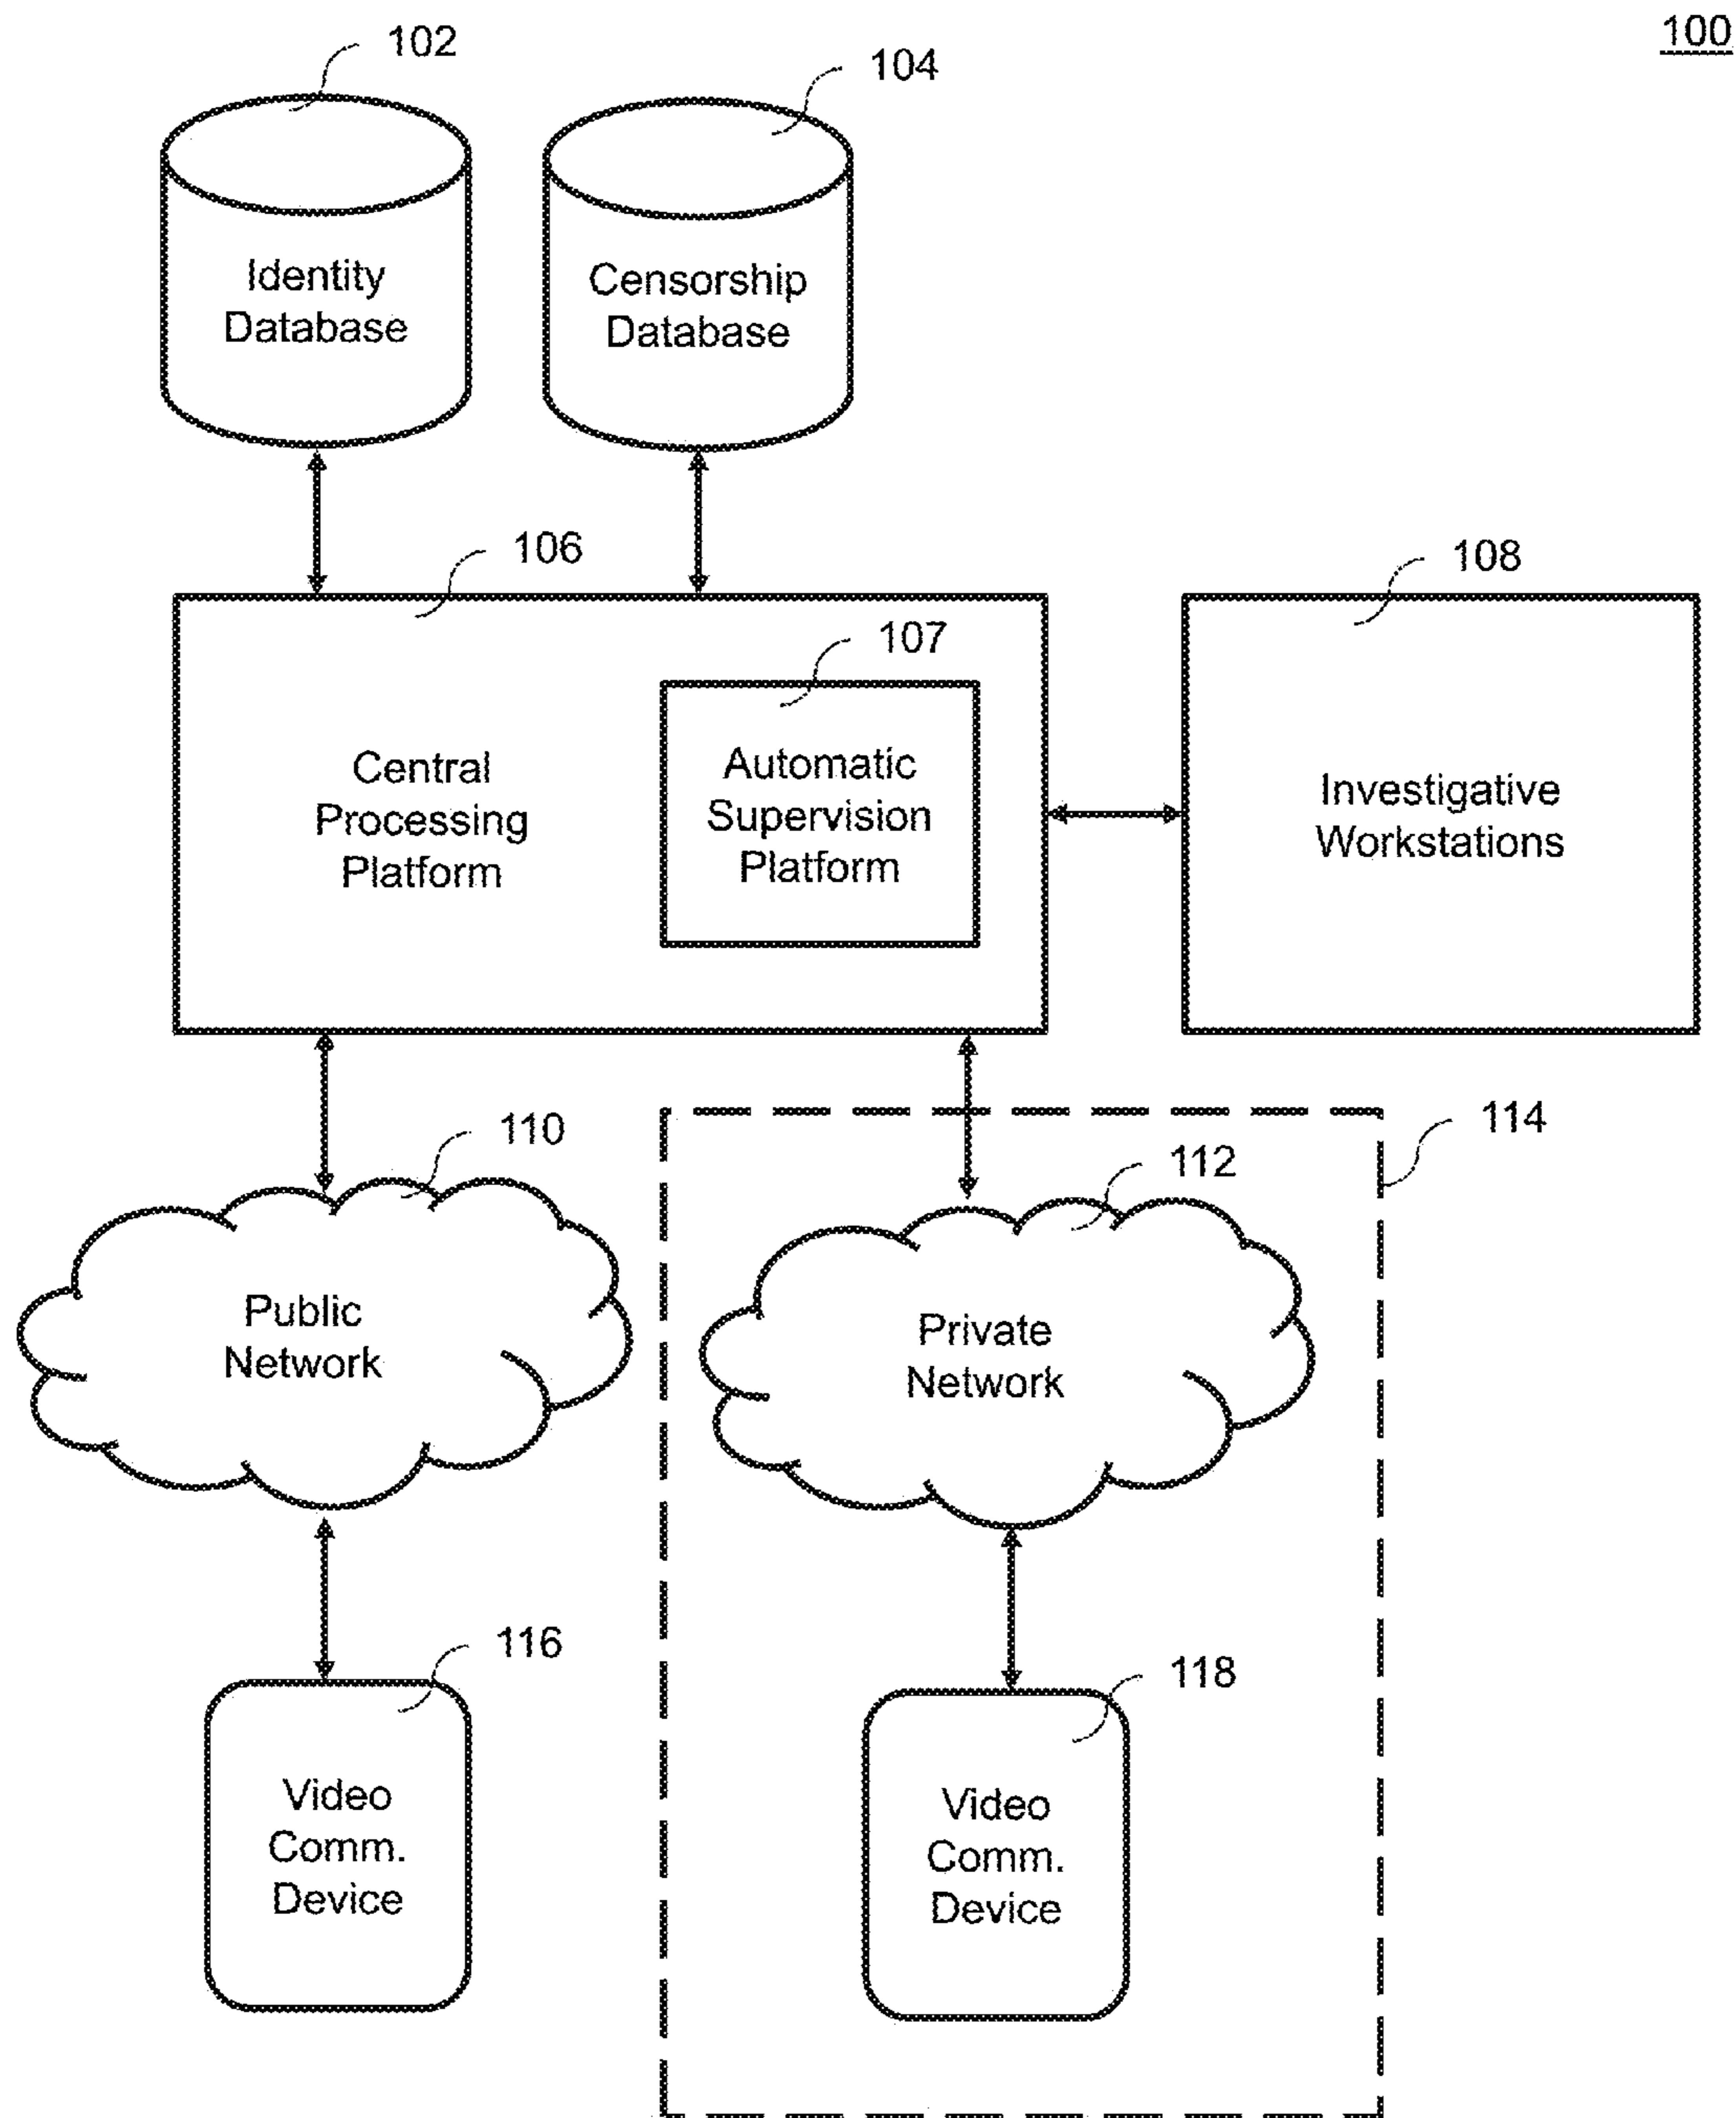 100
102
104
Identity
Database
Censorship
Database
106
108
107
Central
Processing
Platform
Automatic
Supervision
Platform
Investigative
Workstations
110
112
114
Public
Network
Private
Network
116
118
Video
Comm.
Device
Video
Comm.
Device